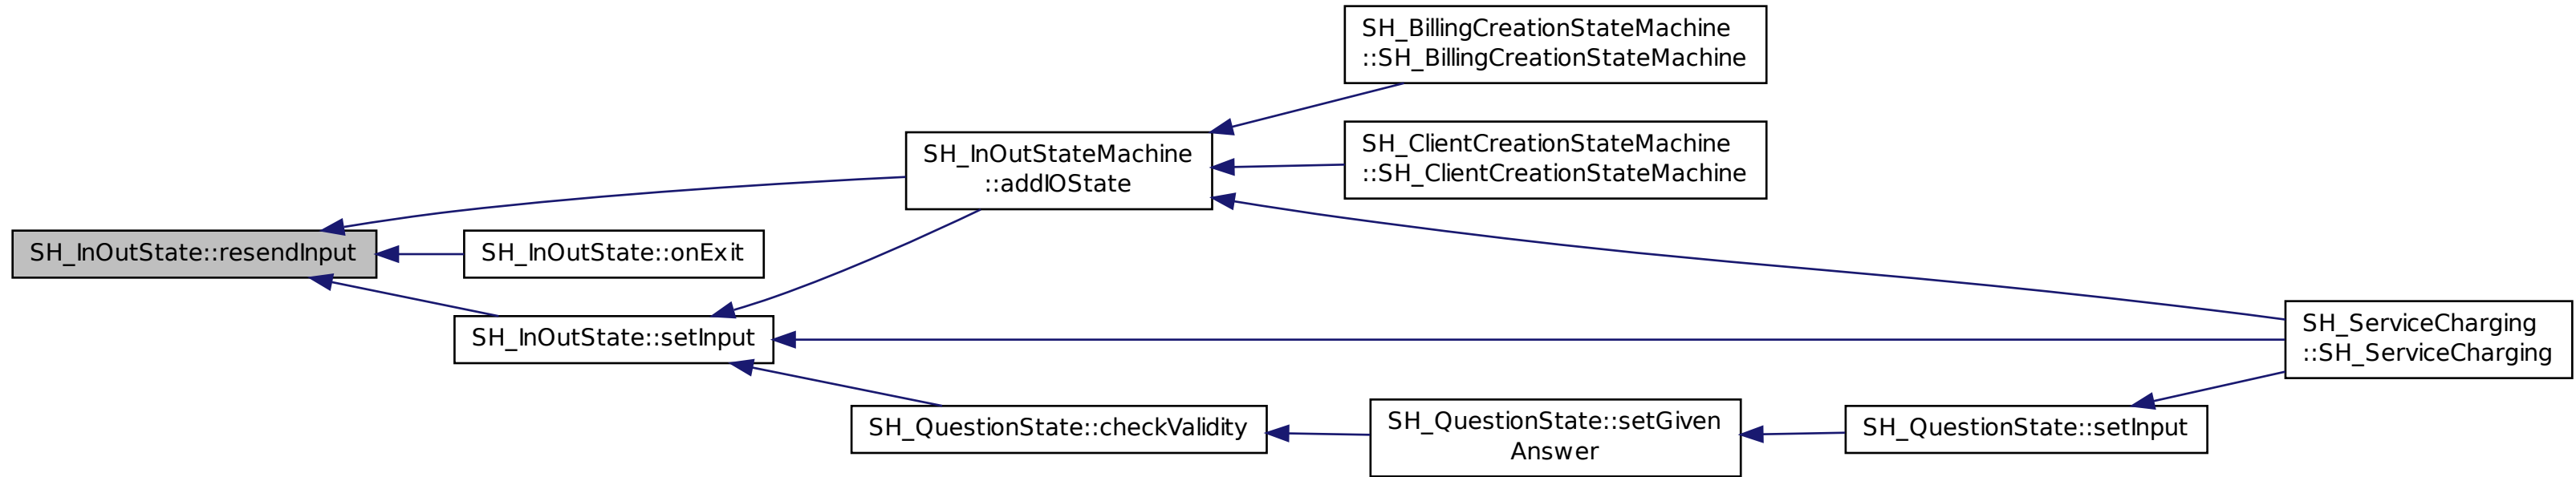 SH_BillingCreationStateMachine
::SH_BillingCreationStateMachine
SH_ClientCreationStateMachine
::SH_ClientCreationStateMachine
SH_InOutStateMachine
::addIOState
SH_InOutState::resendInput
SH_InOutState::onExit
SH_InOutState::setInput
SH_ServiceCharging
::SH_ServiceCharging
SH_QuestionState::checkValidity
SH_QuestionState::setGiven
Answer
SH_QuestionState::setInput